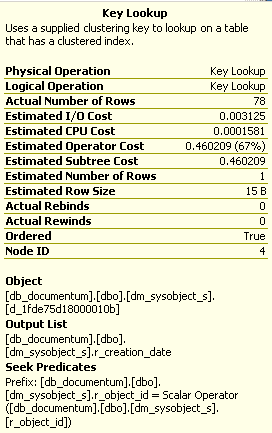 Key Lookup
Uses a supplied clustering key to lookup on a table
that has a clustered index.
Physical Operation Key Lookup
Logical Operation Key Lookup
Actual Number of Rows 78
Estimated I/O Cost 0.003125
Estimated CPU Cost 0.0001581
Estimated Operator Cost 0.460209 (67%)
Estimated Subtree Cost 0.460209
Estimated Number of Rows 1
Estimated Row Size 15 B
Actual Rebinds 0
Actual Rewinds 0
Ordered True
Node ID 4
Object
[db_documentum].[dbo].[dm_sysobject_s].
[d_1fde75d18000010b]
Output List
[db_documentum].[dbo].
[dm_sysobject_s].r_creation_date
Seek Predicates
Prefix: [db_documentum].[dbo].
[dm_sysobject_s].r_object_id = Scalar Operator
([db_documentum].[dbo].[dm_sysobject_s].
[r_object_id])